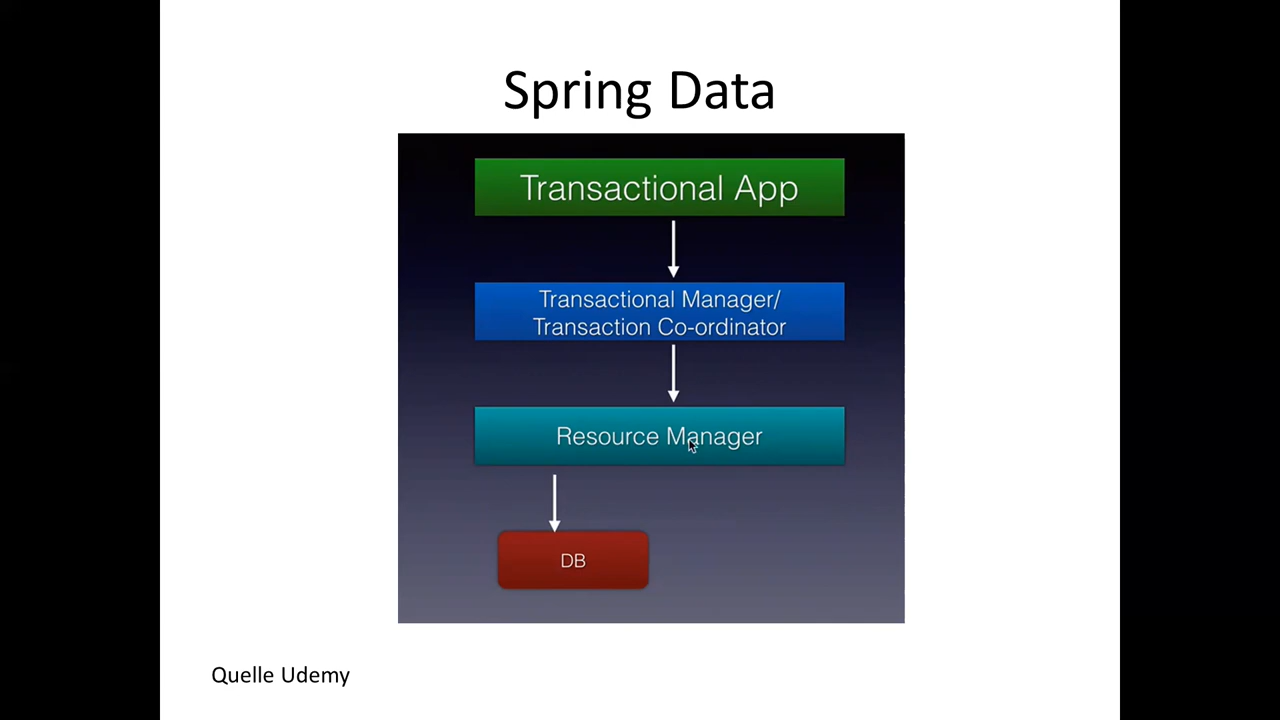 Spring Data
Transactional App
Transactional Manager/
Transaction Co-ordinator
Resource Manager
DB
Quelle Udemy